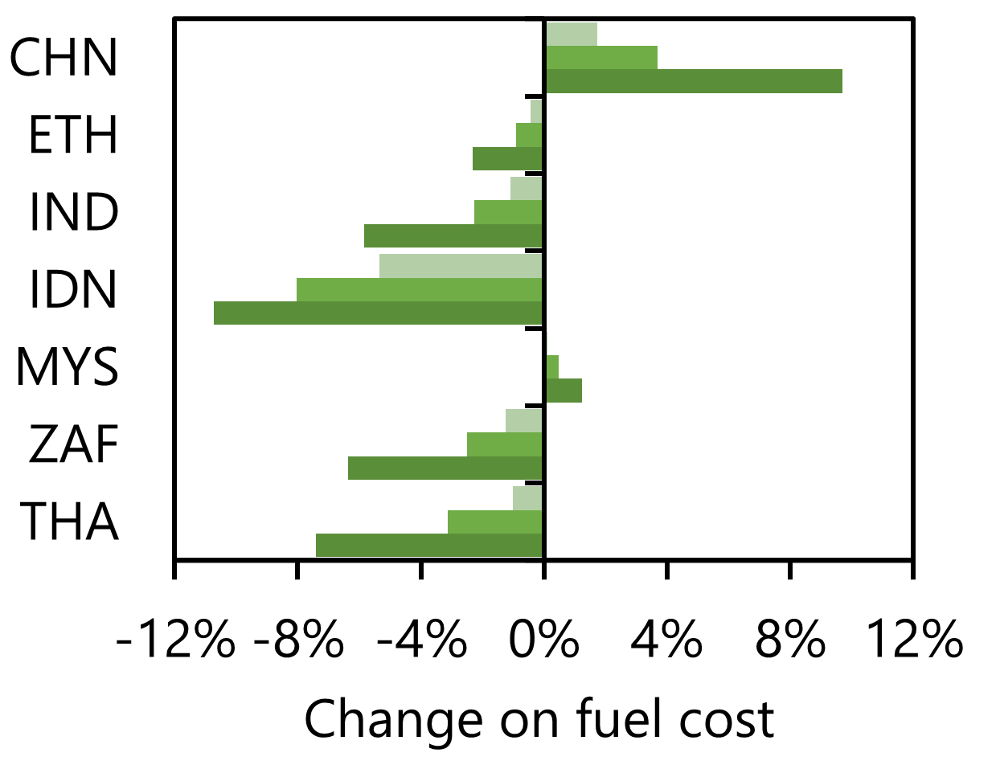 CHN
ETH
IND
IDN
MYS
ZAF
THA
-12% -8% -4% 0% 4% 8% 12%
Change on fuel cost